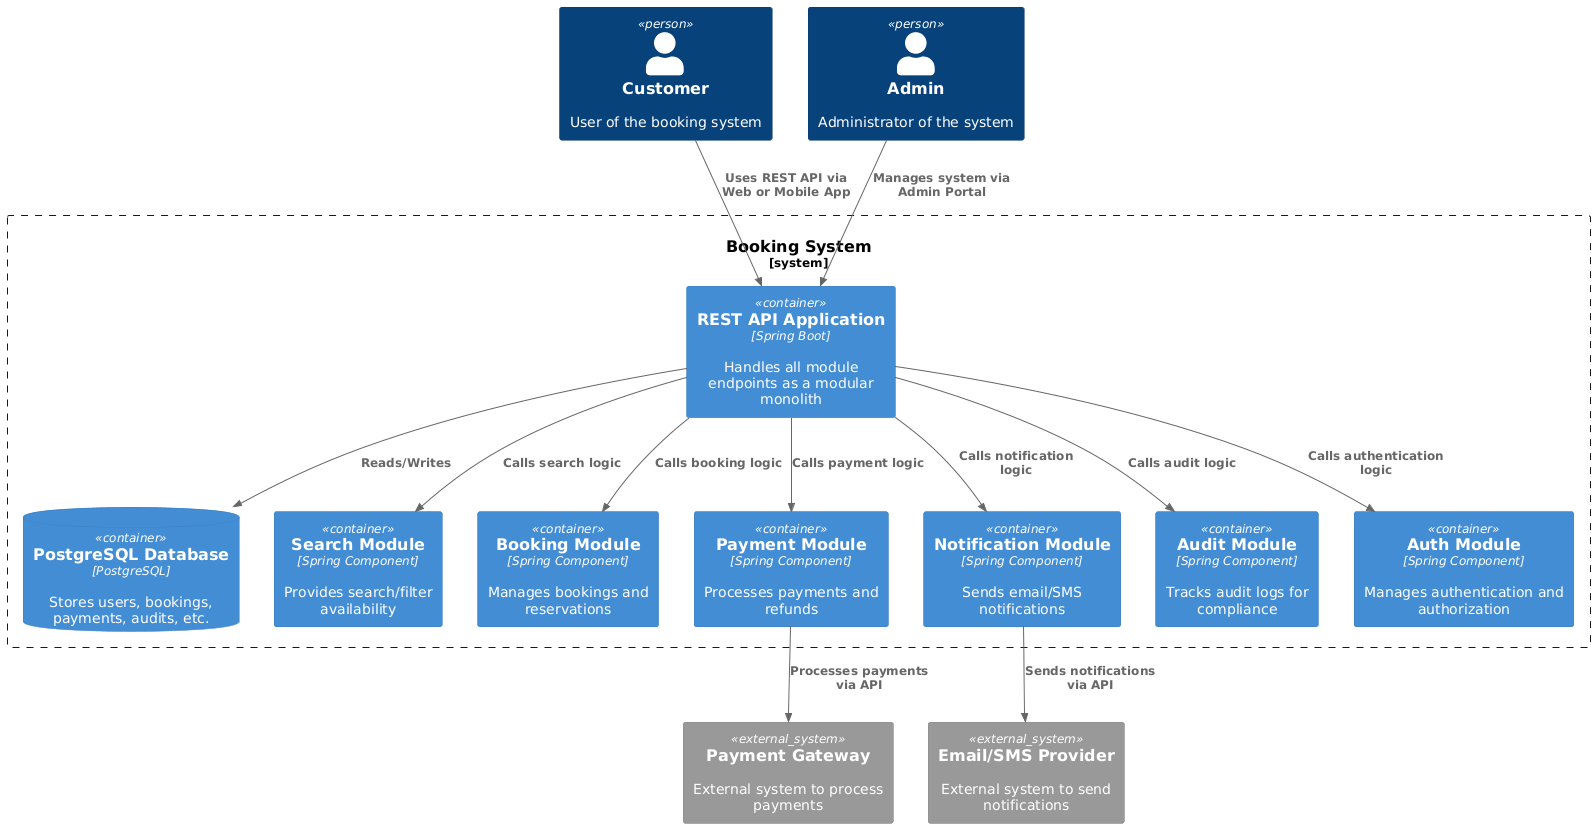 «person»
Customer
User of the booking system
«person»
Admin
Administrator of the system
Uses REST API via
Web or Mobile App
Manages system via
Admin Portal
Booking System
[system]
«container»
REST API Application
[Spring Boot]
Handles all module
endpoints as a modular
monolith
Reads/Writes
Calls search logic
Calls booking logic
Calls payment logic
Calls notification
logic
Calls audit logic
Calls authentication
logic
«container»
PostgreSQL Database
[PostgreSQL]
Stores users, bookings,
payments, audits, etc.
«container»
Search Module
[Spring Component]
Provides search/filter
availability
«container»
Booking Module
[Spring Component]
Manages bookings and
reservations
«container»
Payment Module
[Spring Component]
Processes payments and
refunds
«container»
Notification Module
[Spring Component]
Sends email/SMS
notifications
«container»
Audit Module
[Spring Component]
Tracks audit logs for
compliance
«container»
Auth Module
[Spring Component]
Manages authentication and
authorization
Processes payments
via API
Sends notifications
via API
«external_system»
Payment Gateway
External system to process
payments
«external_system»
Email/SMS Provider
External system to send
notifications